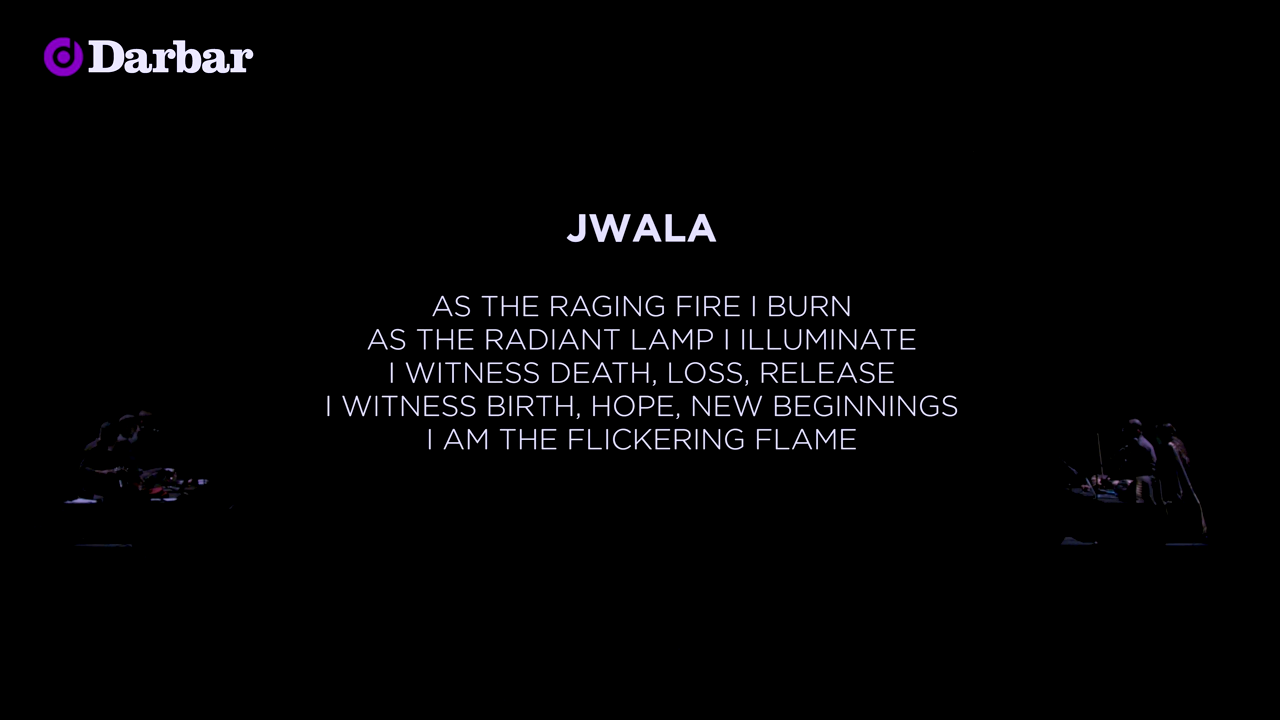 Darbar
JWALA
AS THE RAGING FIRE I BURN
AS THE RADIANT LAMP I ILLUMINATE
I WITNESS DEATH, LOSS, RELEASE
I WITNESS BIRTH, HOPE, NEW BEGINNINGS
I AM THE FLICKERING FLAME